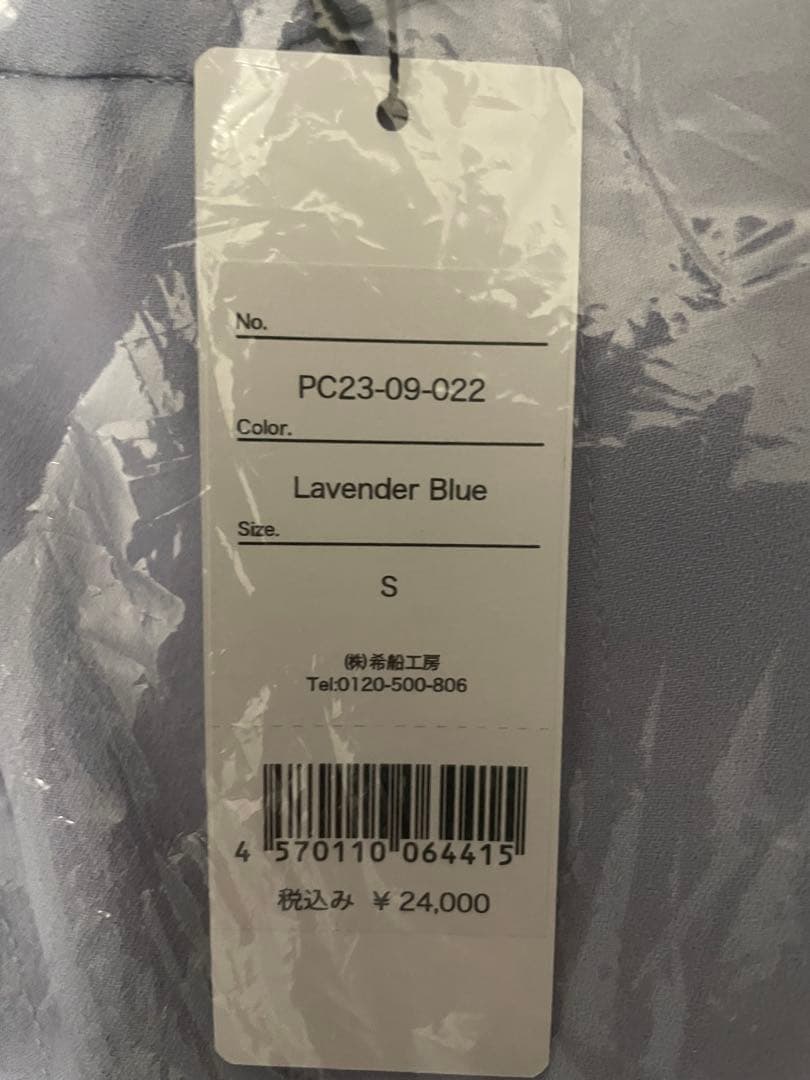 No.
PC23-09-022
Color.
Lavender Blue
Size.
S
㈱希船工房
Tel:0120-500-806
4 570110 064415
税込み ￥24,000